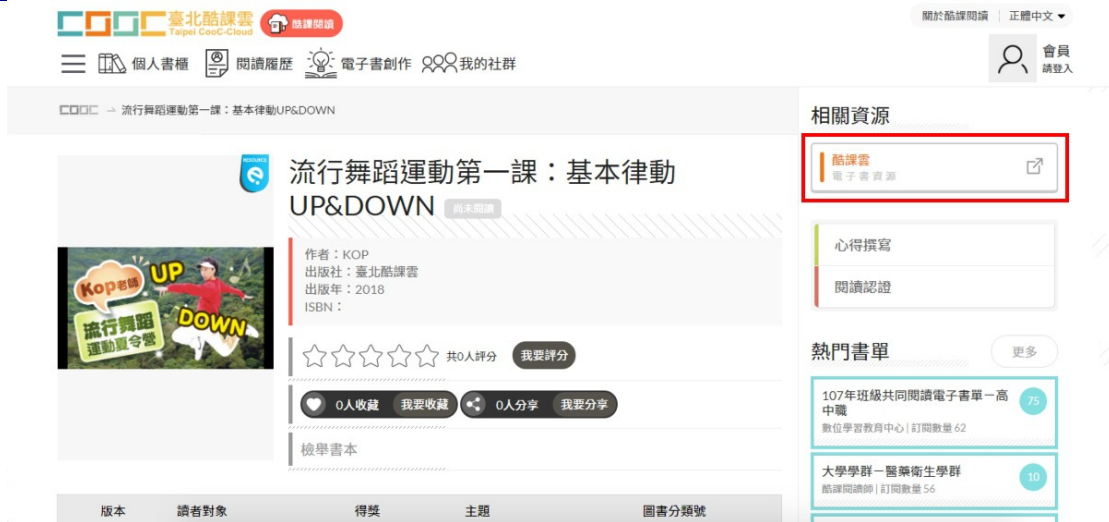 COOC 臺北酷課雲 酷課閱讀
Taipei CooC-Cloud
關於酷課閱讀 正體中文
個人書櫃 閱讀履歷 電子書創作 我的社群
會員
請登入
COOC → 流行舞蹈運動第一課：基本律動UP&DOWN
相關資源
酷課雲
電子書資源
RESOURCE
流行舞蹈運動第一課：基本律動
UP&DOWN 尚未閱讀
心得撰寫
閱讀認證
作者：KOP
出版社：臺北酷課雲
出版年：2018
ISBN：
Kop老師
UP
DOWN
流行舞蹈
運動夏令營
共0人評分 我要評分
0人收藏 我要收藏 0人分享 我要分享
檢舉書本
熱門書單 更多
107年班級共同閱讀電子書單－高中職 75
數位學習教育中心 | 訂閱數量 62
大學學群－醫藥衛生學群 10
酷課閱讀師 | 訂閱數量 56
版本 讀者對象 得獎 主題 圖書分類號